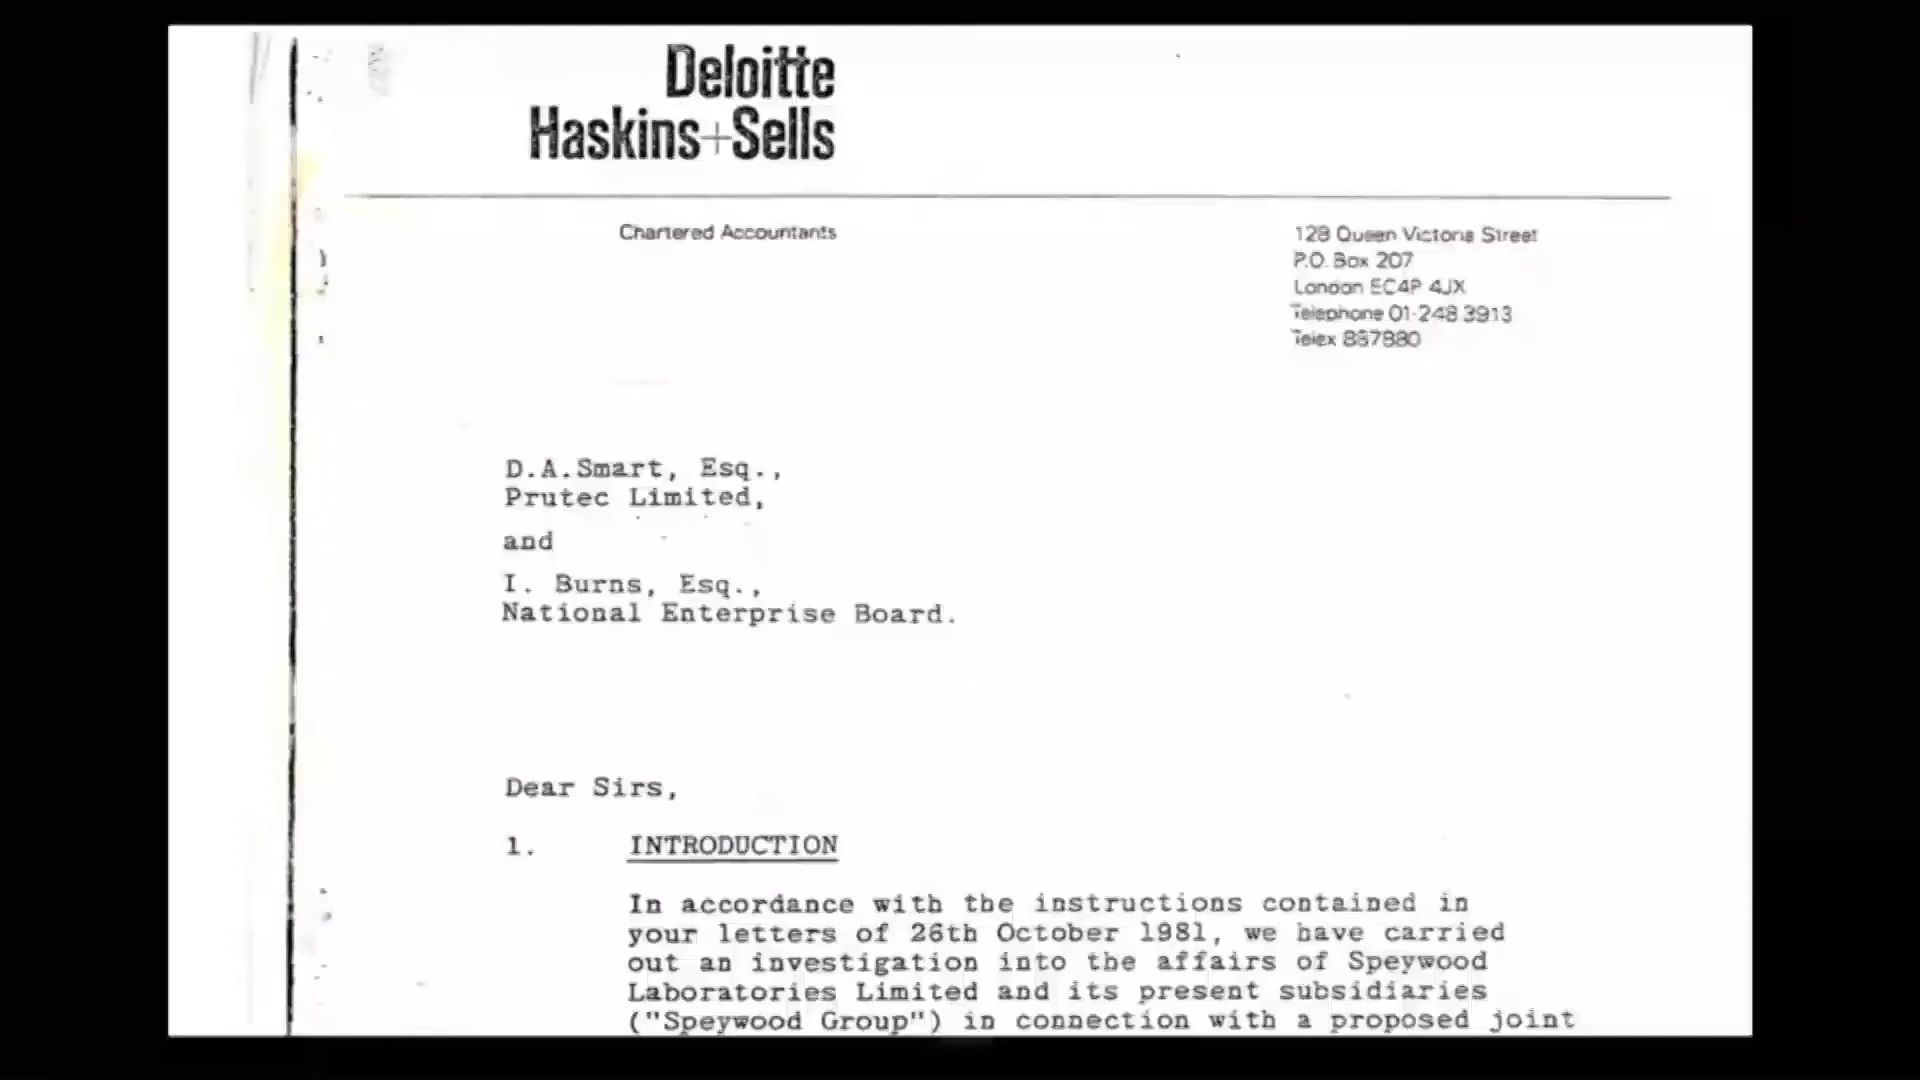 Deloitte
Haskins+Sells
Chartered Accountants
128 Queen Victoria Street
P.O. Box 207
London EC4P 4JX
Telephone 01-248 3913
Telex 887880
D.A.Smart, Esq.,
Prutec Limited,
and
I. Burns, Esq.,
National Enterprise Board.
Dear Sirs,
1. INTRODUCTION
In accordance with the instructions contained in
your letters of 26th October 1981, we have carried
out an investigation into the affairs of Speywood
Laboratories Limited and its present subsidiaries
("Speywood Group") in connection with a proposed joint